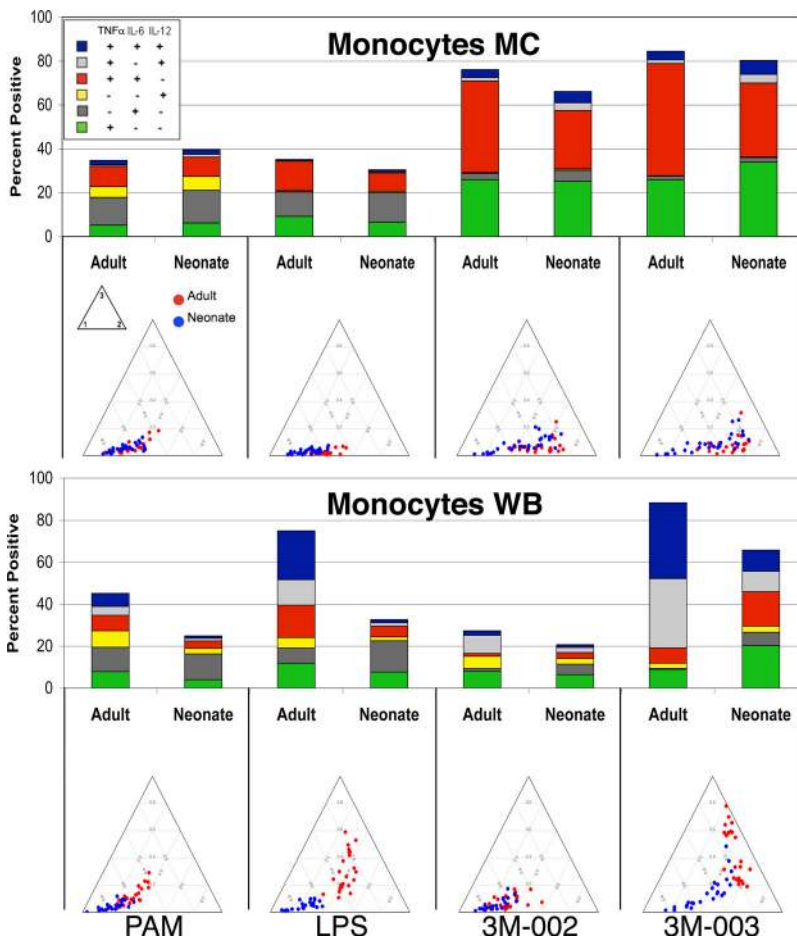 Monocytes MC
TNFα IL-6 IL-12
+ + +
+ - +
+ + -
- - +
- + -
+ - -
Percent Positive
100
80
60
40
20
0
Adult Neonate Adult Neonate Adult Neonate Adult Neonate
3
1 2
Adult
Neonate
Monocytes WB
Percent Positive
100
80
60
40
20
0
Adult Neonate Adult Neonate Adult Neonate Adult Neonate
PAM LPS 3M-002 3M-003